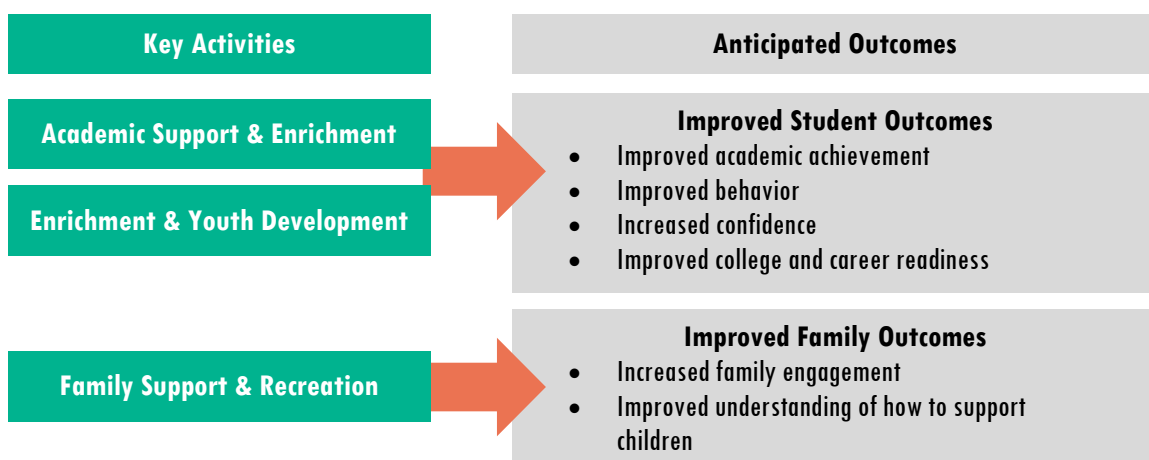 Key Activities
Anticipated Outcomes
Academic Support & Enrichment
Enrichment & Youth Development
Improved Student Outcomes
• Improved academic achievement
• Improved behavior
• Increased confidence
• Improved college and career readiness
Family Support & Recreation
Improved Family Outcomes
• Increased family engagement
• Improved understanding of how to support
children